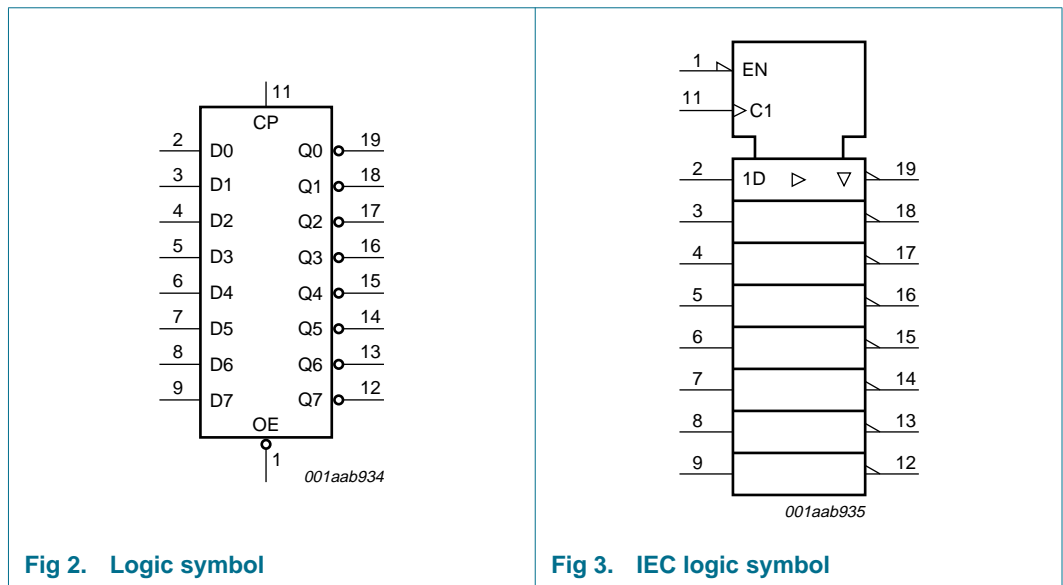 11
CP
2 D0 Q0 19
3 D1 Q1 18
4 D2 Q2 17
5 D3 Q3 16
6 D4 Q4 15
7 D5 Q5 14
8 D6 Q6 13
9 D7 Q7 12
OE
1
001aab934
Fig 2. Logic symbol
1 EN
11 C1
2 1D 19
3 18
4 17
5 16
6 15
7 14
8 13
9 12
001aab935
Fig 3. IEC logic symbol